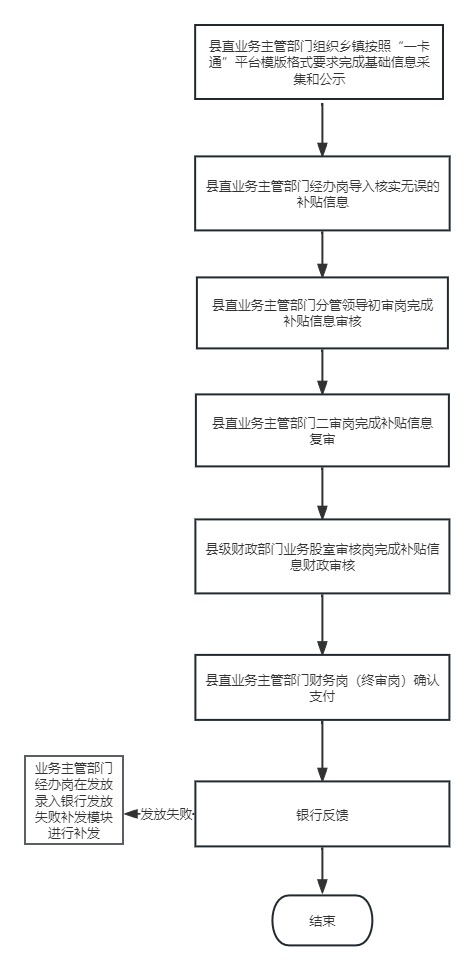 县直业务主管部门组织乡镇按照“一卡
通”平台模版格式要求完成基础信息采
集和公示
县直业务主管部门经办岗导入核实无误的
补贴信息
县直业务主管部门分管领导初审岗完成
补贴信息审核
县直业务主管部门二审岗完成补贴信息
复审
县级财政部门业务股室审核岗完成补贴信
息财政审核
县直业务主管部门财务岗（终审岗）确认
支付
银行反馈
发放失败
业务主管部门
经办岗在发放
录入银行发放
失败补发模块
进行补发
结束